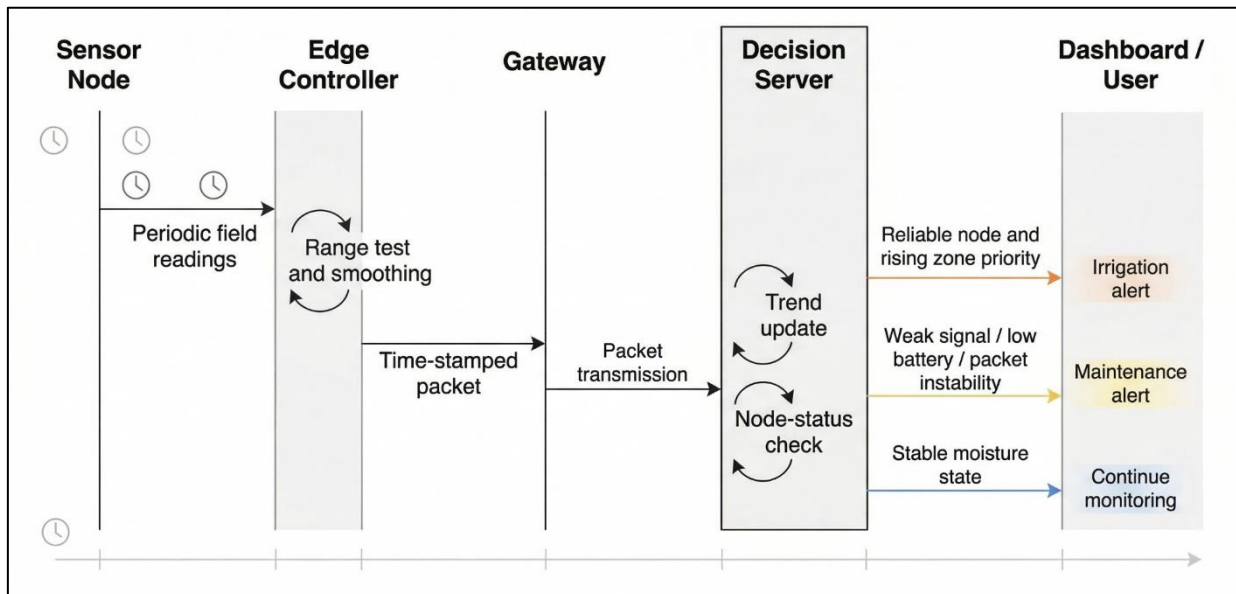 Sensor
Node
Edge
Controller
Gateway
Decision
Server
Dashboard /
User
Periodic field
readings
Range test
and smoothing
Time-stamped
packet
Packet
transmission
Trend
update
Node-status
check
Reliable node and
rising zone priority
Irrigation
alert
Weak signal / low
battery / packet
instability
Maintenance
alert
Stable moisture
state
Continue
monitoring